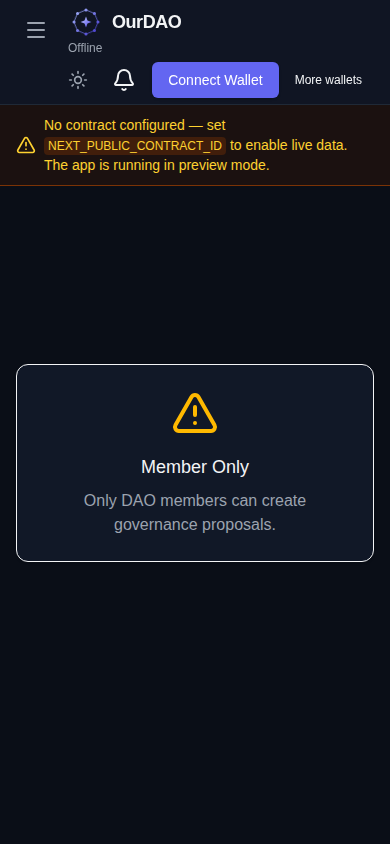 OurDAO
Offline
Connect Wallet
More wallets
No contract configured — set
NEXT_PUBLIC_CONTRACT_ID to enable live data.
The app is running in preview mode.
Member Only
Only DAO members can create
governance proposals.